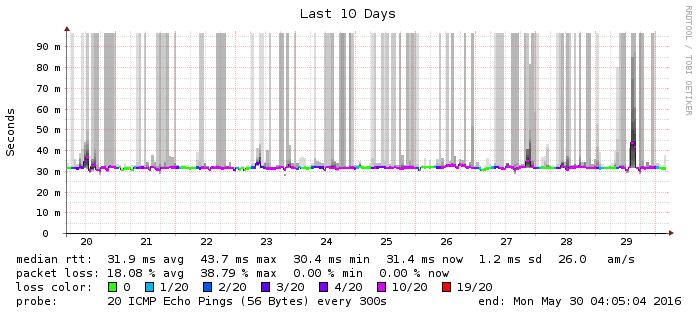 Last 10 Days
RRDTOOL / TOBI OETIKER
Seconds
90 m
80 m
70 m
60 m
50 m
40 m
30 m
20 m
10 m
0
20 21 22 23 24 25 26 27 28 29
median rtt: 31.9 ms avg 43.7 ms max 30.4 ms min 31.4 ms now 1.2 ms sd 26.0 am/s
packet loss: 18.08 % avg 38.79 % max 0.00 % min 0.00 % now
loss color: 0 1/20 2/20 3/20 4/20 10/20 19/20
probe: 20 ICMP Echo Pings (56 Bytes) every 300s end: Mon May 30 04:05:04 2016